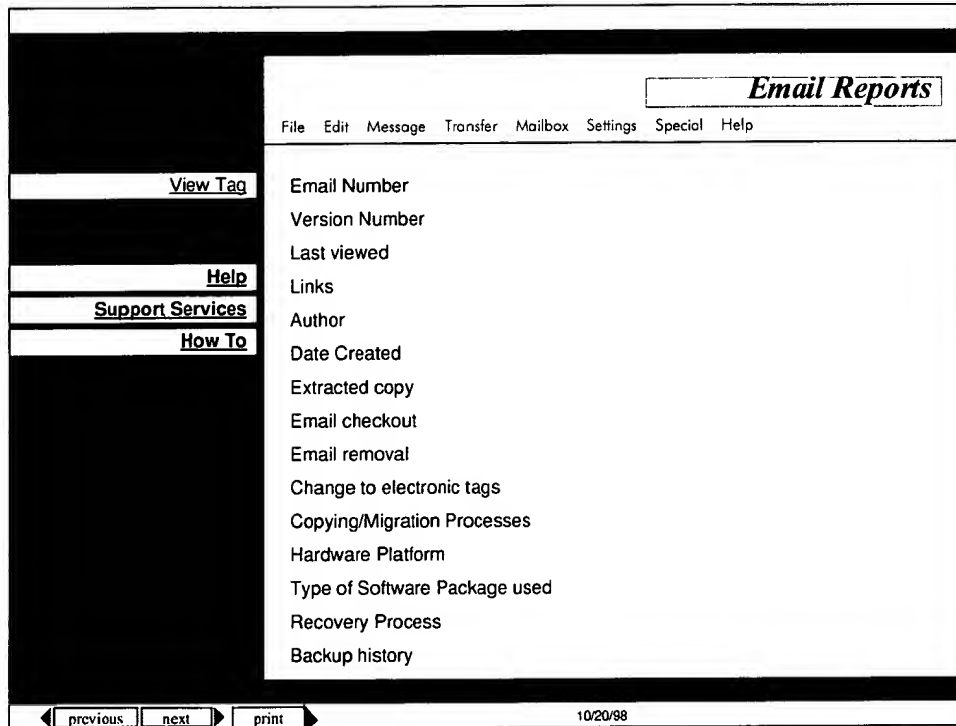 Email Reports
File Edit Message Transfer Mailbox Settings Special Help
View Tag
Help
Support Services
How To
Email Number
Version Number
Last viewed
Links
Author
Date Created
Extracted copy
Email checkout
Email removal
Change to electronic tags
Copying/Migration Processes
Hardware Platform
Type of Software Package used
Recovery Process
Backup history
previous next print 10/20/98